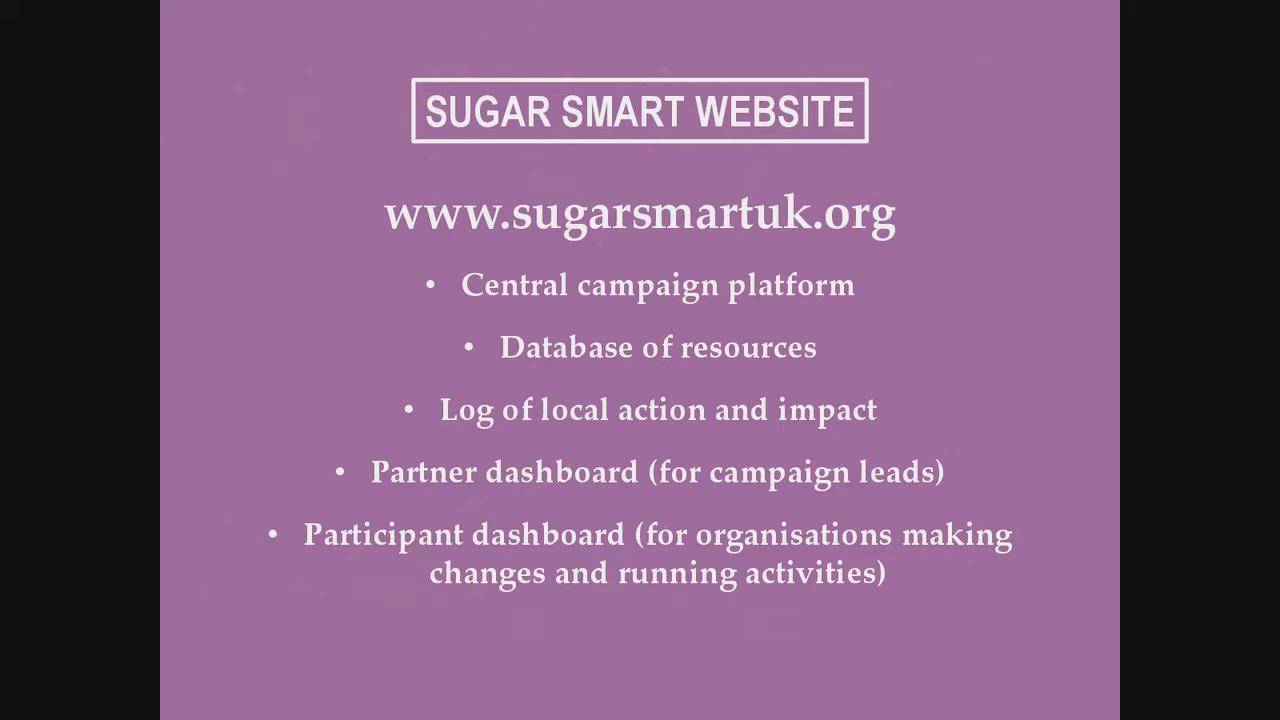 SUGAR SMART WEBSITE
www.sugarsmartuk.org
• Central campaign platform
• Database of resources
• Log of local action and impact
• Partner dashboard (for campaign leads)
• Participant dashboard (for organisations making
changes and running activities)